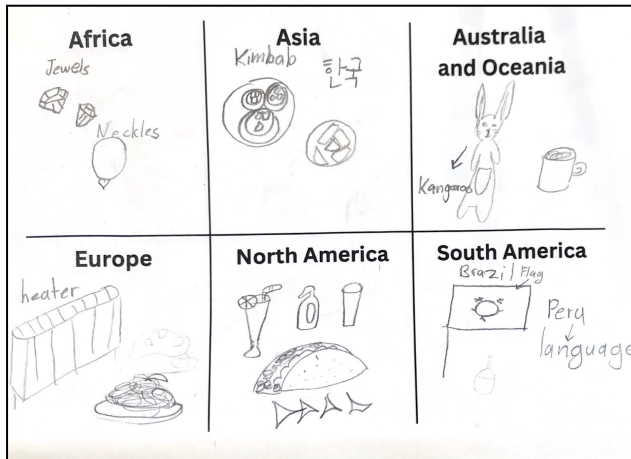 Africa
Jewels
Neckles
Asia
Kimbab
한국
Australia
and Oceania
Kangaroo
Europe
heater
North America
South America
Brazil Flag
Peru
language